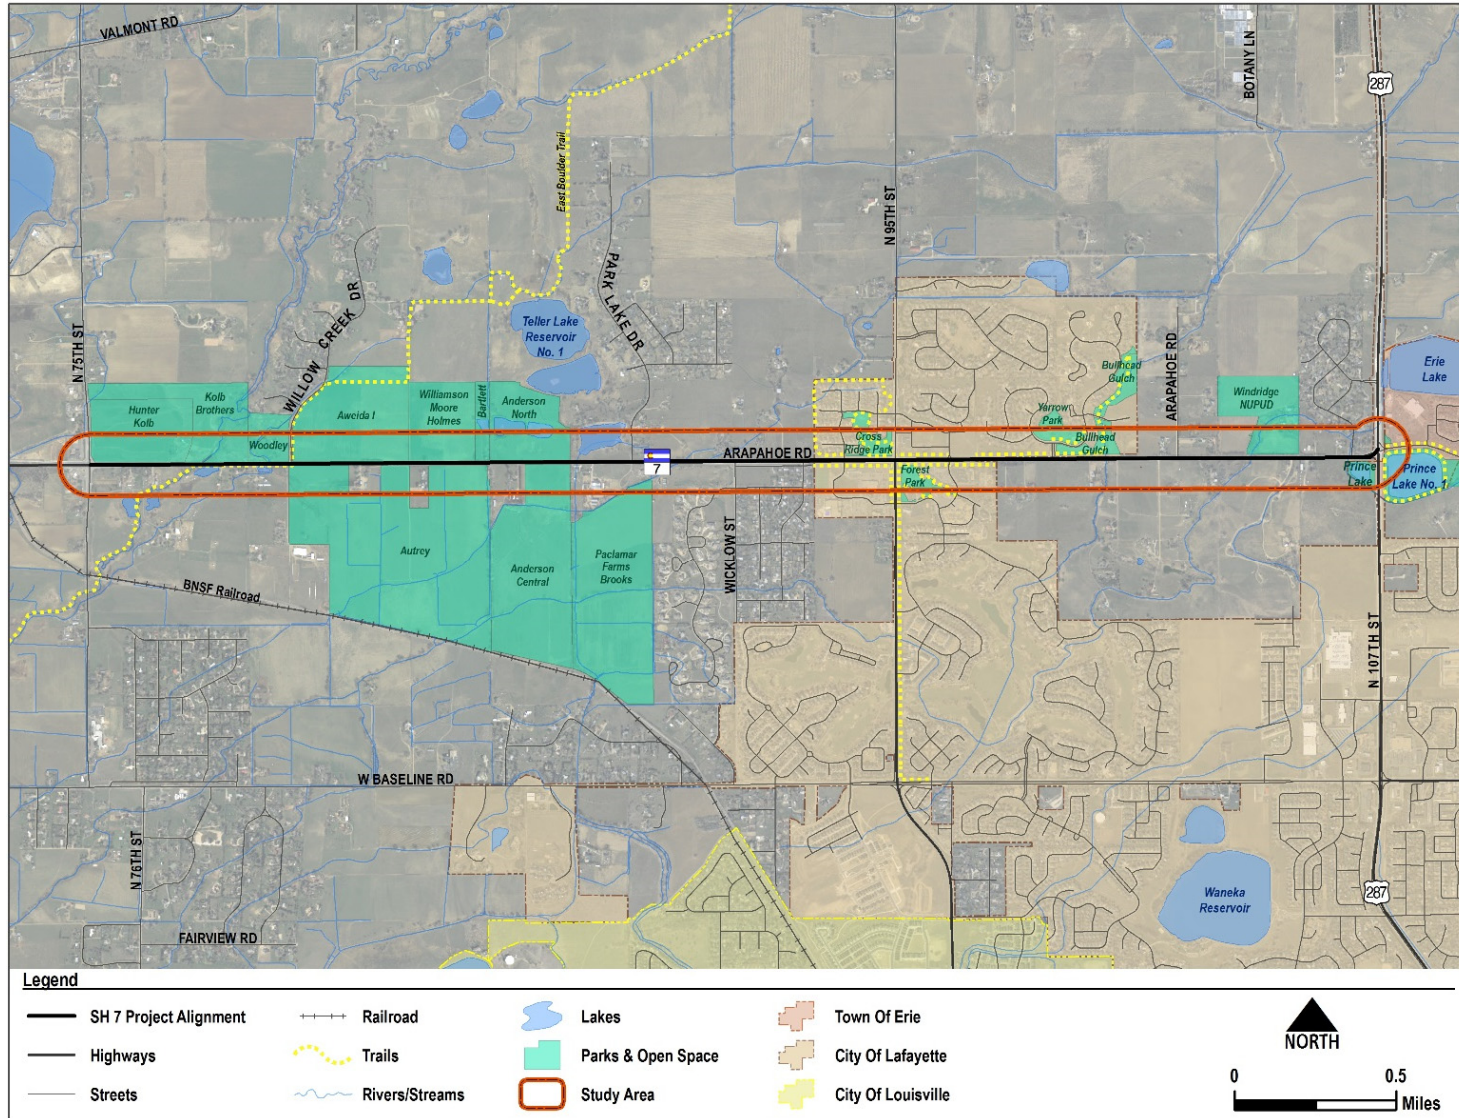 VALMONT RD
BOTANY LN
287
East Boulder Trail
N 95TH ST
N 75TH ST
WILLOW CREEK DR
PARK LAKE DR
Teller Lake
Reservoir
No. 1
ARAPAHOE RD
Bullhead
Gulch
Erie
Lake
Hunter
Kolb
Kolb
Brothers
Woodley
Aweida I
Williamson
Moore
Holmes
Bartlett
Anderson
North
Windridge
NUPUD
Yarrow
Park
Bullhead
Gulch
Cross
Ridge Park
ARAPAHOE RD
7
Forest
Park
Prince
Lake
Prince
Lake No. 1
Autrey
Anderson
Central
Paclamar
Farms
Brooks
WICKLOW ST
BNSF Railroad
N 107TH ST
W BASELINE RD
N 76TH ST
FAIRVIEW RD
Waneka
Reservoir
287
Legend
SH 7 Project Alignment
Highways
Streets
Railroad
Trails
Rivers/Streams
Lakes
Parks & Open Space
Study Area
Town Of Erie
City Of Lafayette
City Of Louisville
NORTH
0 0.5
Miles